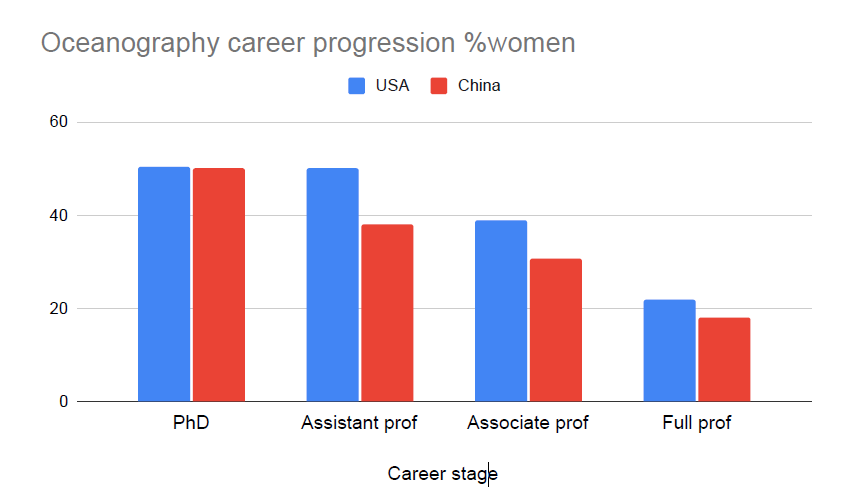 Oceanography career progression %women
USA China
60
40
20
0
PhD Assistant prof Associate prof Full prof
Career stage